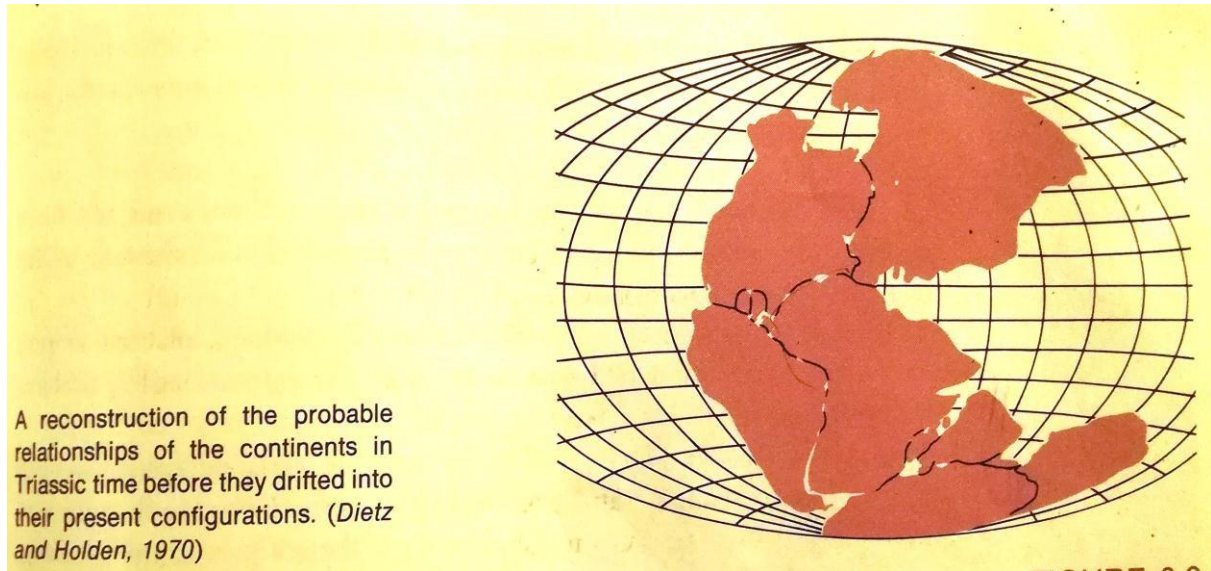 A reconstruction of the probable
relationships of the continents in
Triassic time before they drifted into
their present configurations. (Dietz
and Holden, 1970)